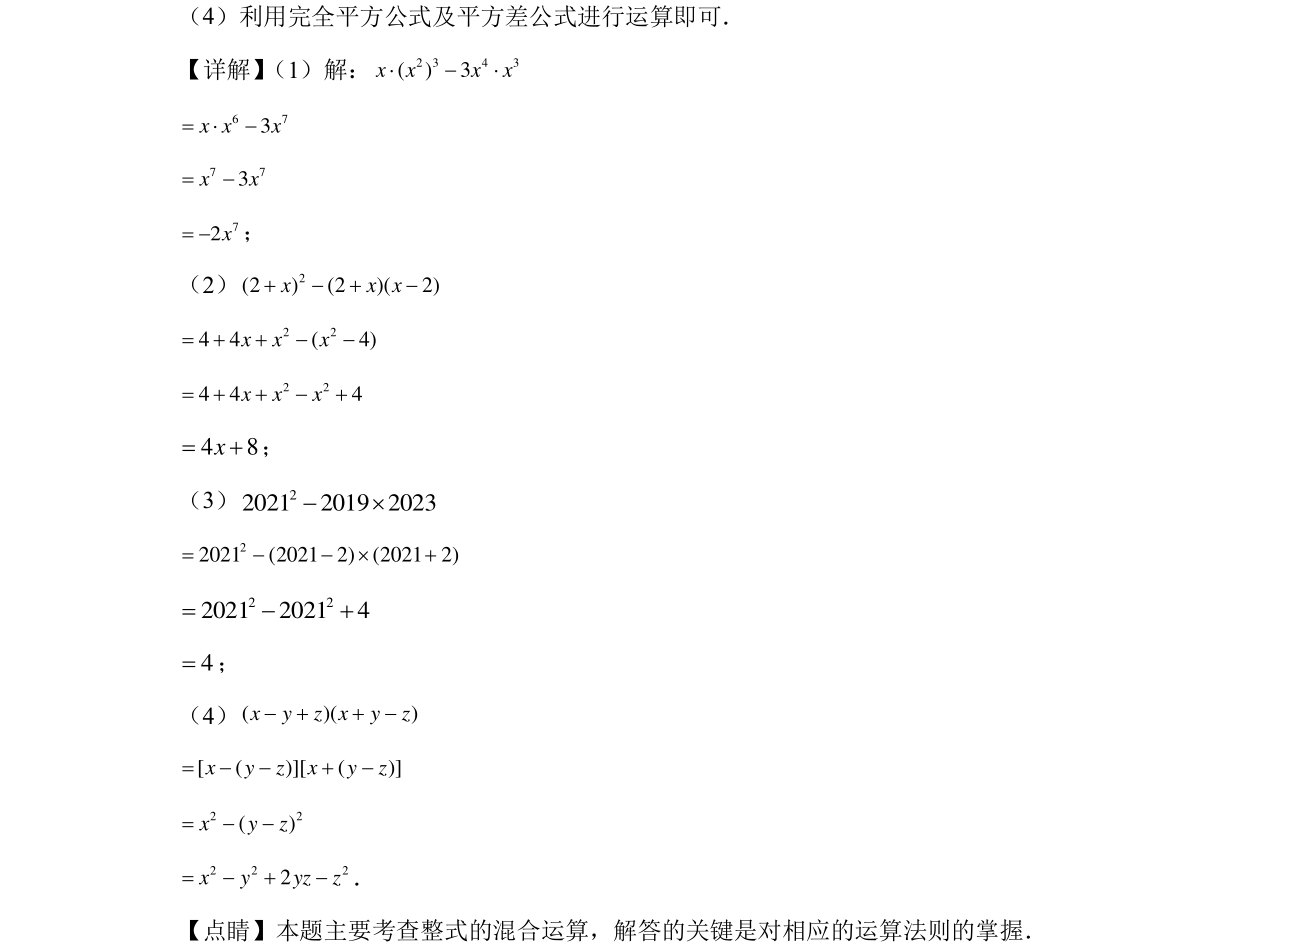 （4）利用完全平方公式及平方差公式进行运算即可．
【详解】（1）解：x·(x²)³－3x⁴·x³
=x·x⁶－3x⁷
=x⁷－3x⁷
=－2x⁷；
（2）(2+x)²－(2+x)(x－2)
=4+4x+x²－(x²－4)
=4+4x+x²－x²+4
=4x+8；
（3）2021²－2019×2023
=2021²－(2021－2)×(2021+2)
=2021²－2021²+4
=4；
（4）(x－y+z)(x+y－z)
=[x－(y－z)][x+(y－z)]
=x²－(y－z)²
=x²－y²+2yz－z²．
【点睛】本题主要考查整式的混合运算，解答的关键是对相应的运算法则的掌握．